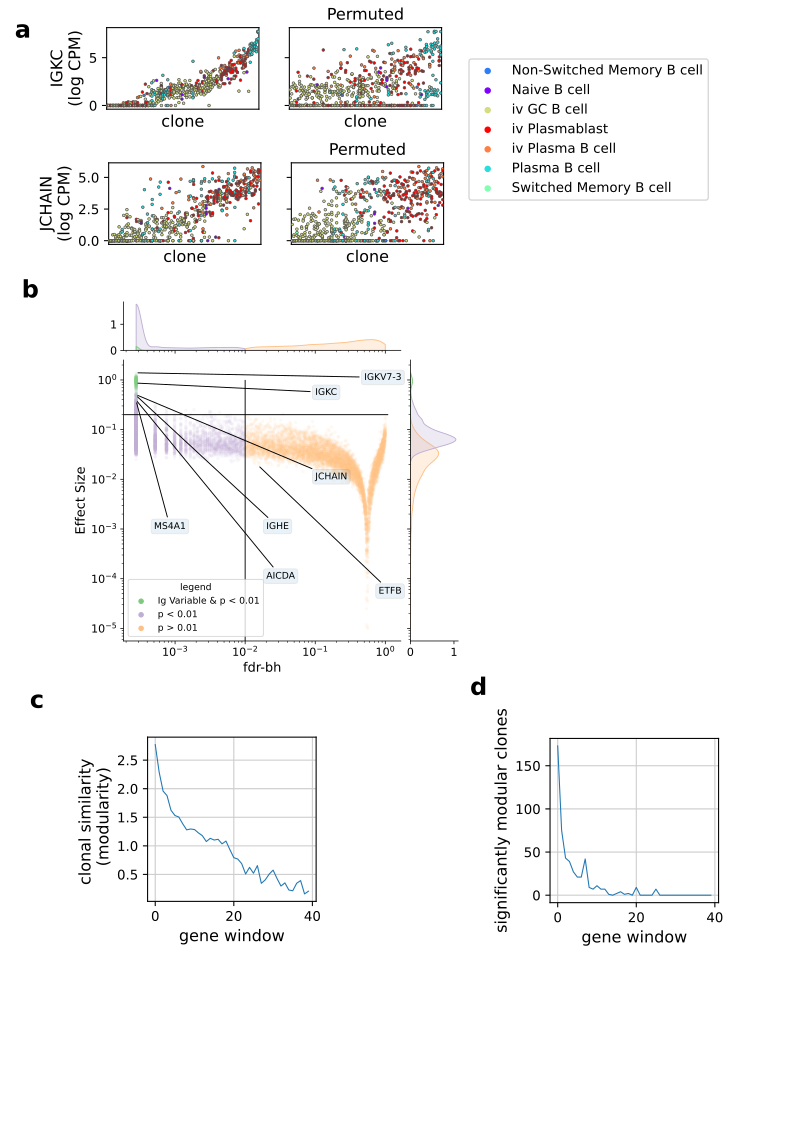 a
Permuted
IGKC
(log CPM)
5
0
clone
clone
Non-Switched Memory B cell
Naive B cell
iv GC B cell
iv Plasmablast
iv Plasma B cell
Plasma B cell
Switched Memory B cell
Permuted
JCHAIN
(log CPM)
5.0
2.5
0.0
clone
clone
b
1
0
Effect Size
10⁰
10⁻¹
10⁻²
10⁻³
10⁻⁴
10⁻⁵
IGKV7-3
IGKC
JCHAIN
MS4A1
IGHE
AICDA
ETFB
legend
Ig Variable & p < 0.01
p < 0.01
p > 0.01
10⁻³
10⁻²
10⁻¹
10⁰
0
1
fdr-bh
c
clonal similarity
(modularity)
2.5
2.0
1.5
1.0
0.5
0
20
40
gene window
d
significantly modular clones
150
100
50
0
0
20
40
gene window